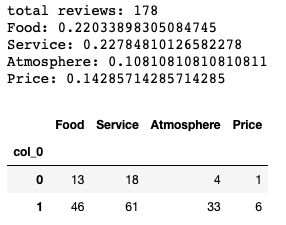 total reviews: 178
Food: 0.22033898305084745
Service: 0.22784810126582278
Atmosphere: 0.10810810810810811
Price: 0.14285714285714285
Food Service Atmosphere Price
col_0
0 13 18 4 1
1 46 61 33 6